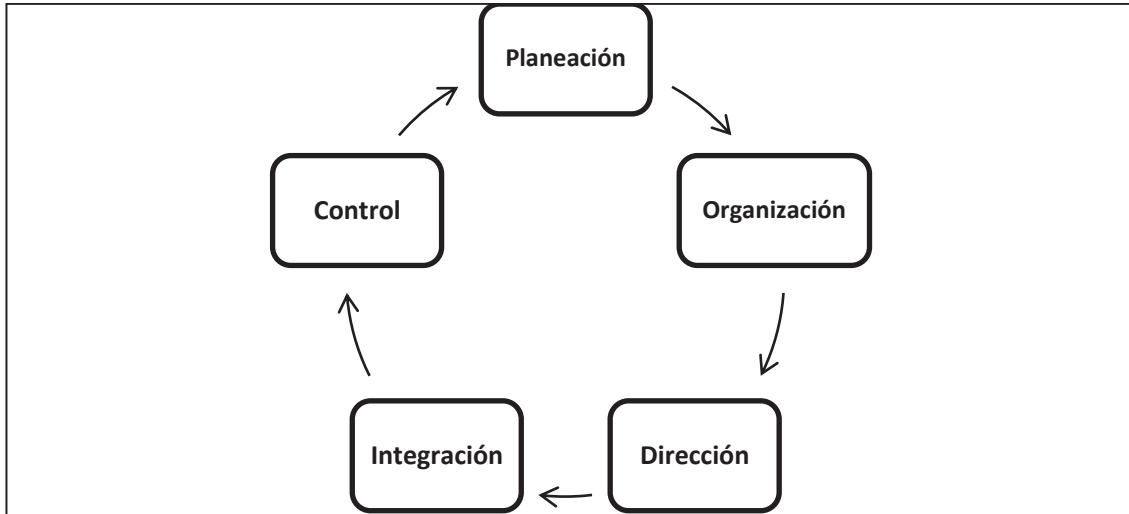 Planeación
Organización
Dirección
Integración
Control